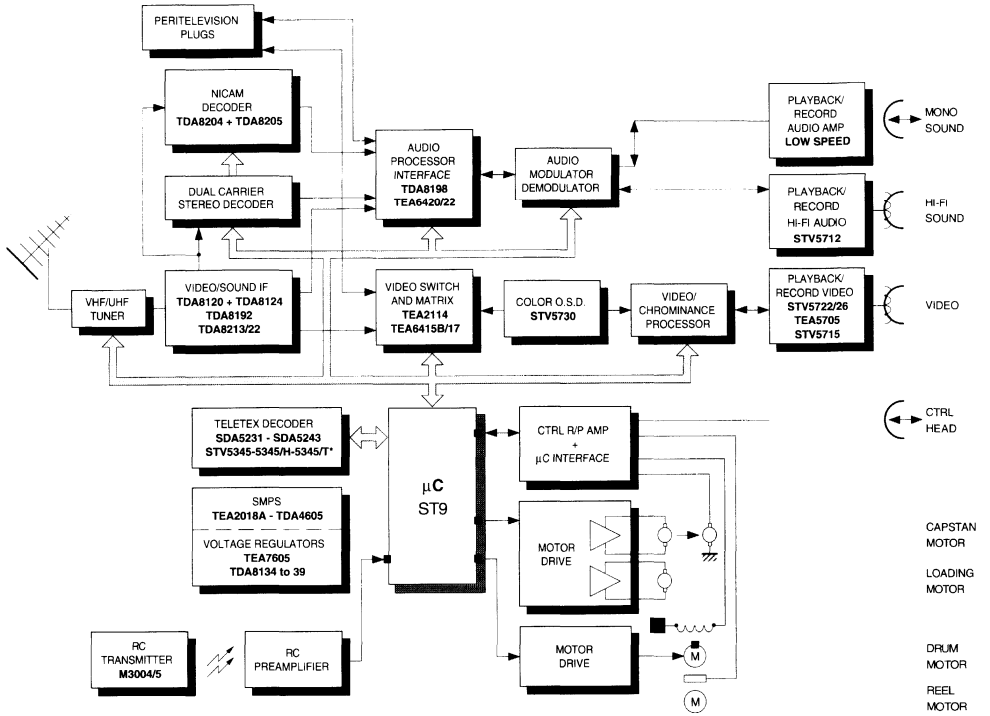 PERITELEVISION
PLUGS
NICAM
DECODER
TDA8204 + TDA8205
DUAL CARRIER
STEREO DECODER
AUDIO
PROCESSOR
INTERFACE
TDA8198
TEA6420/22
AUDIO
MODULATOR
DEMODULATOR
PLAYBACK/
RECORD
AUDIO AMP
LOW SPEED
MONO
SOUND
PLAYBACK/
RECORD
HI-FI AUDIO
STV5712
HI-FI
SOUND
VHF/UHF
TUNER
VIDEO/SOUND IF
TDA8120 + TDA8124
TDA8192
TDA8213/22
VIDEO SWITCH
AND MATRIX
TEA2114
TEA6415B/17
COLOR O.S.D.
STV5730
VIDEO/
CHROMINANCE
PROCESSOR
PLAYBACK/
RECORD VIDEO
STV5722/26
TEA5705
STV5715
VIDEO
TELETEX DECODER
SDA5231 - SDA5243
STV5345-5345/H-5345/T*
µC
ST9
CTRL R/P AMP
+
µC INTERFACE
CTRL
HEAD
SMPS
TEA2018A - TDA4605
VOLTAGE REGULATORS
TEA7605
TDA8134 to 39
MOTOR
DRIVE
CAPSTAN
MOTOR
LOADING
MOTOR
RC
TRANSMITTER
M3004/5
RC
PREAMPLIFIER
MOTOR
DRIVE
M
DRUM
MOTOR
M
REEL
MOTOR